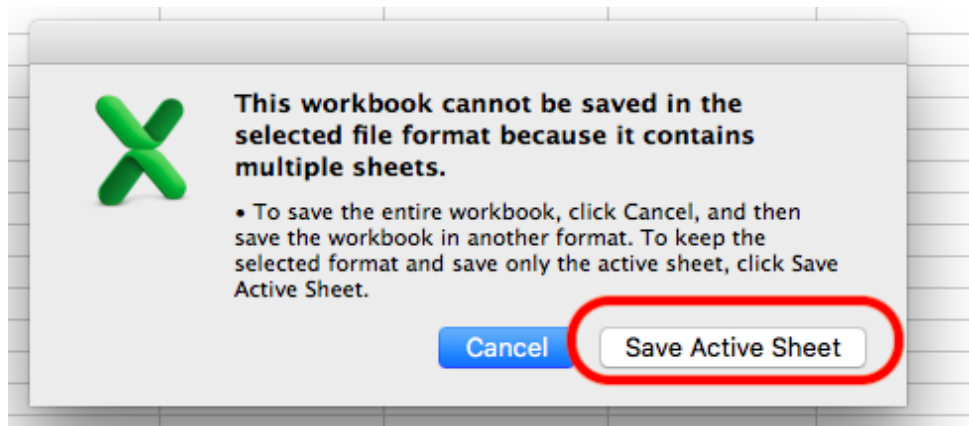 This workbook cannot be saved in the
selected file format because it contains
multiple sheets.
• To save the entire workbook, click Cancel, and then
save the workbook in another format. To keep the
selected format and save only the active sheet, click Save
Active Sheet.
Cancel
Save Active Sheet